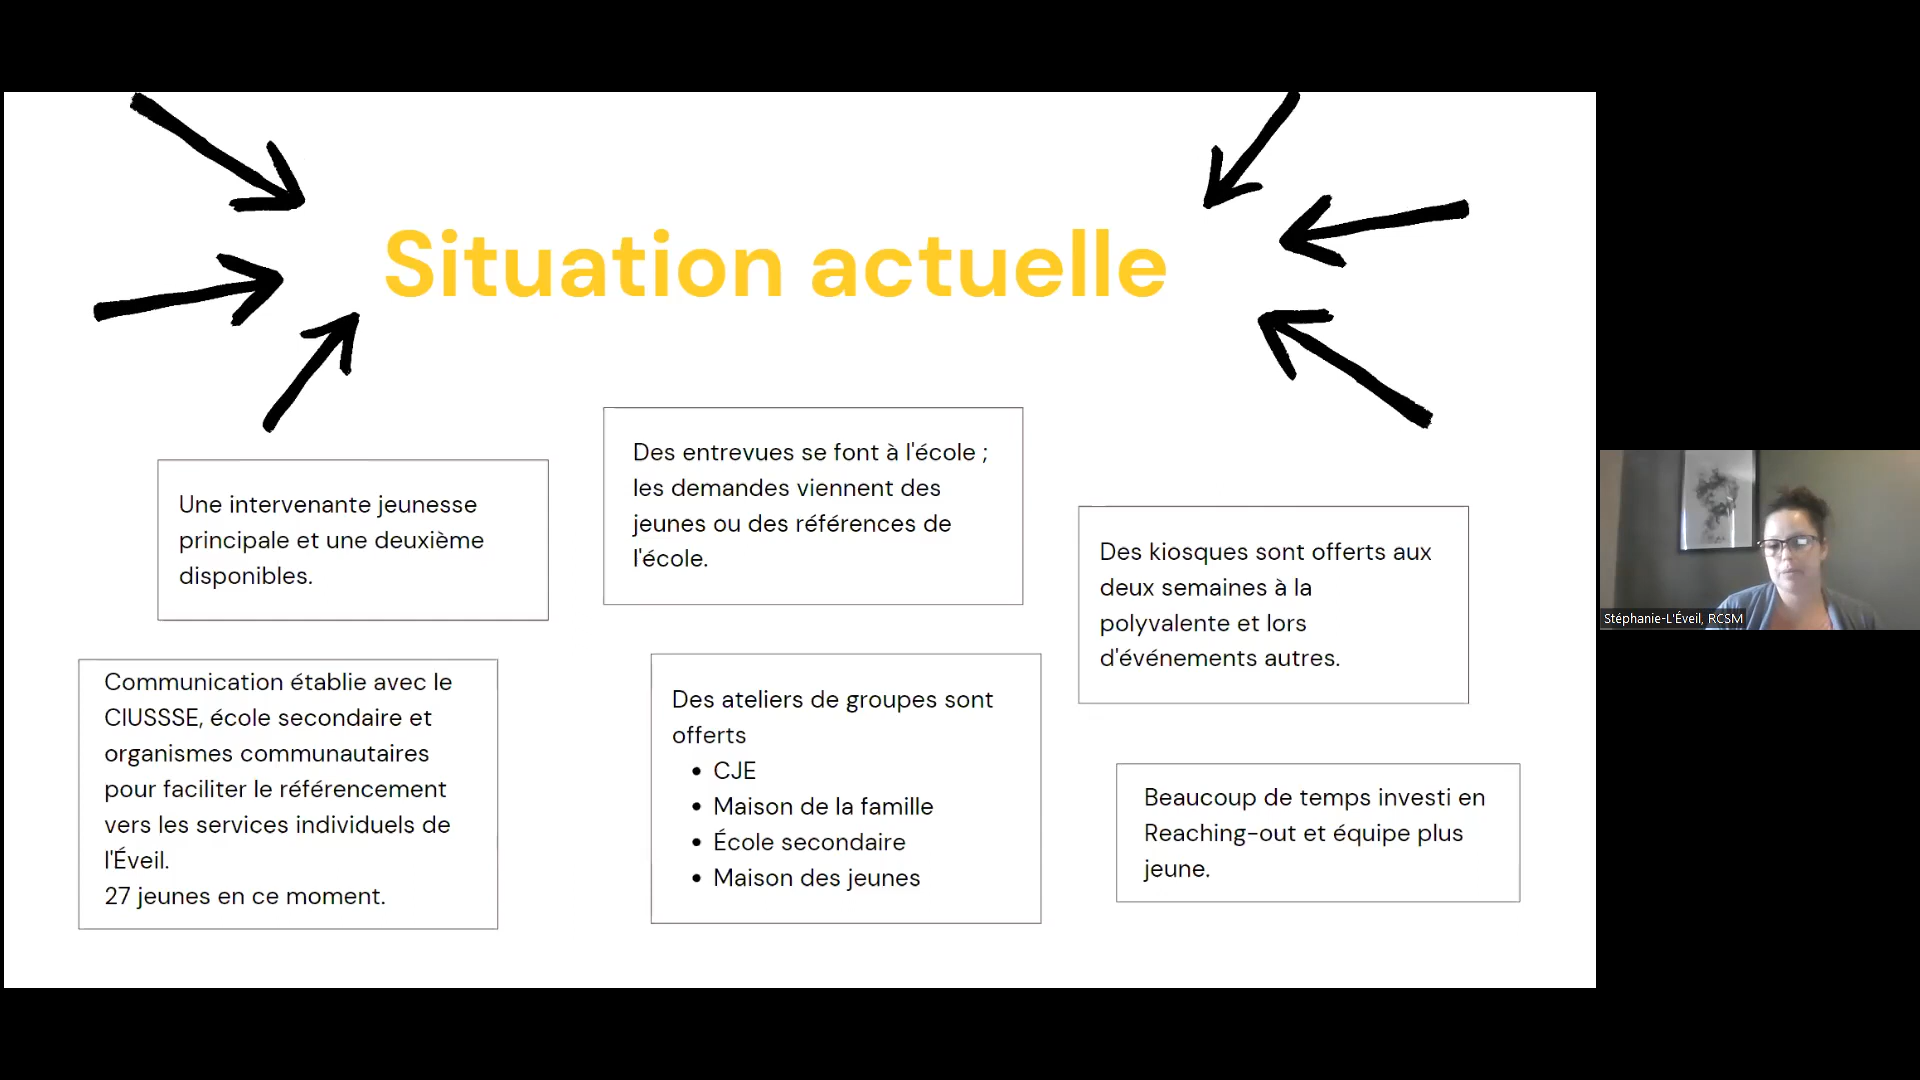 Situation actuelle
Une intervenante jeunesse
principale et une deuxième
disponibles.
Des entrevues se font à l'école ;
les demandes viennent des
jeunes ou des références de
l'école.
Des kiosques sont offerts aux
deux semaines à la
polyvalente et lors
d'événements autres.
Communication établie avec le
CIUSSSE, école secondaire et
organismes communautaires
pour faciliter le référencement
vers les services individuels de
l'Éveil.
27 jeunes en ce moment.
Des ateliers de groupes sont
offerts
• CJE
• Maison de la famille
• École secondaire
• Maison des jeunes
Beaucoup de temps investi en
Reaching-out et équipe plus
jeune.
Stéphanie-L'Éveil, RCSM